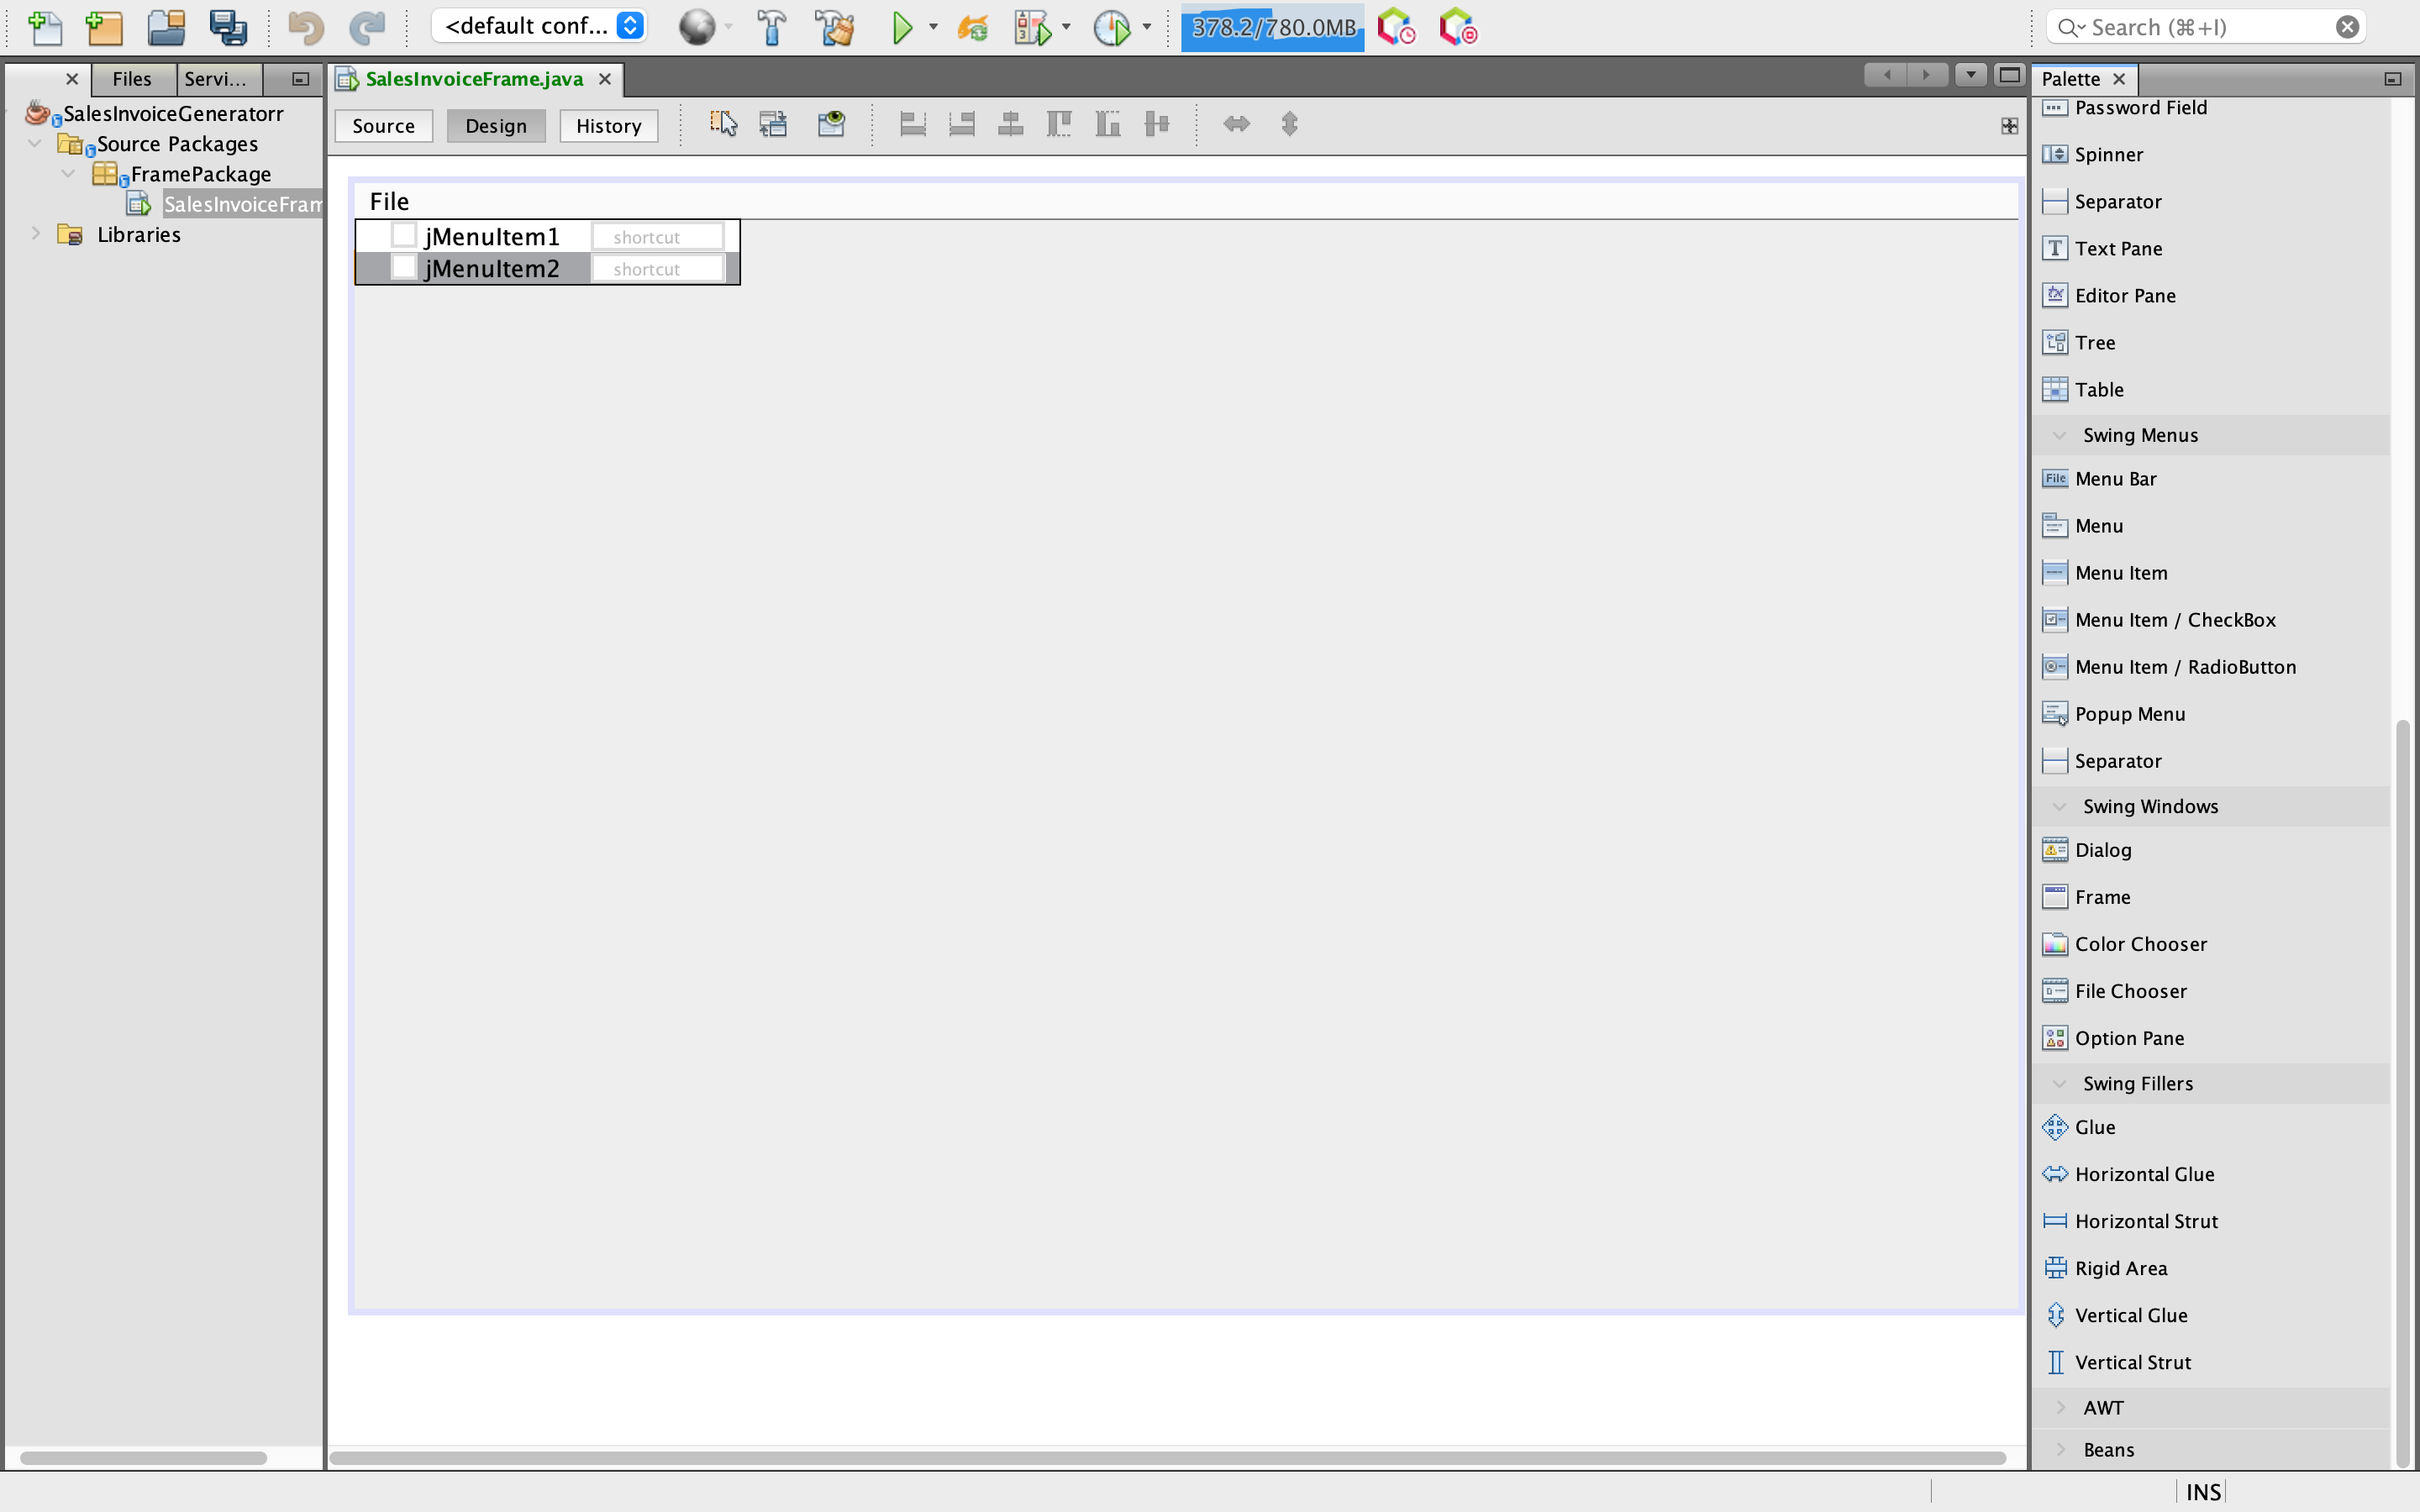 <default conf...
378.2/780.0MB
Search (⌘+I)
Files
Servi...
SalesInvoiceGeneratorr
Source Packages
FramePackage
SalesInvoiceFram
Libraries
SalesInvoiceFrame.java
Source
Design
History
File
jMenuItem1
shortcut
jMenuItem2
shortcut
Palette
Password Field
Spinner
Separator
Text Pane
Editor Pane
Tree
Table
Swing Menus
File
Menu Bar
Menu
Menu Item
Menu Item / CheckBox
Menu Item / RadioButton
Popup Menu
Separator
Swing Windows
Dialog
Frame
Color Chooser
File Chooser
Option Pane
Swing Fillers
Glue
Horizontal Glue
Horizontal Strut
Rigid Area
Vertical Glue
Vertical Strut
AWT
Beans
INS